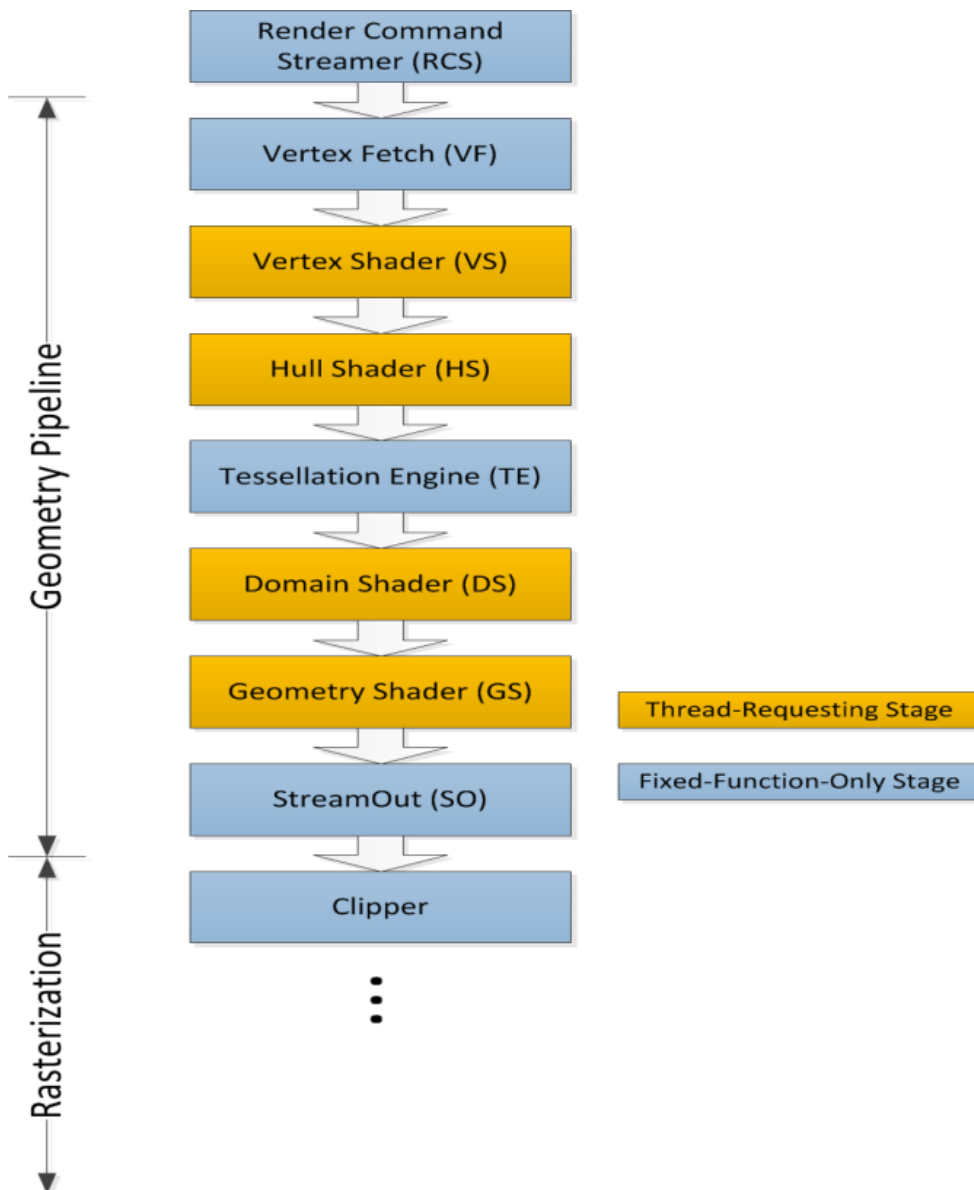 Render Command
Streamer (RCS)
Vertex Fetch (VF)
Vertex Shader (VS)
Hull Shader (HS)
Tessellation Engine (TE)
Domain Shader (DS)
Geometry Shader (GS)
StreamOut (SO)
Clipper
Geometry Pipeline
Rasterization
Thread-Requesting Stage
Fixed-Function-Only Stage